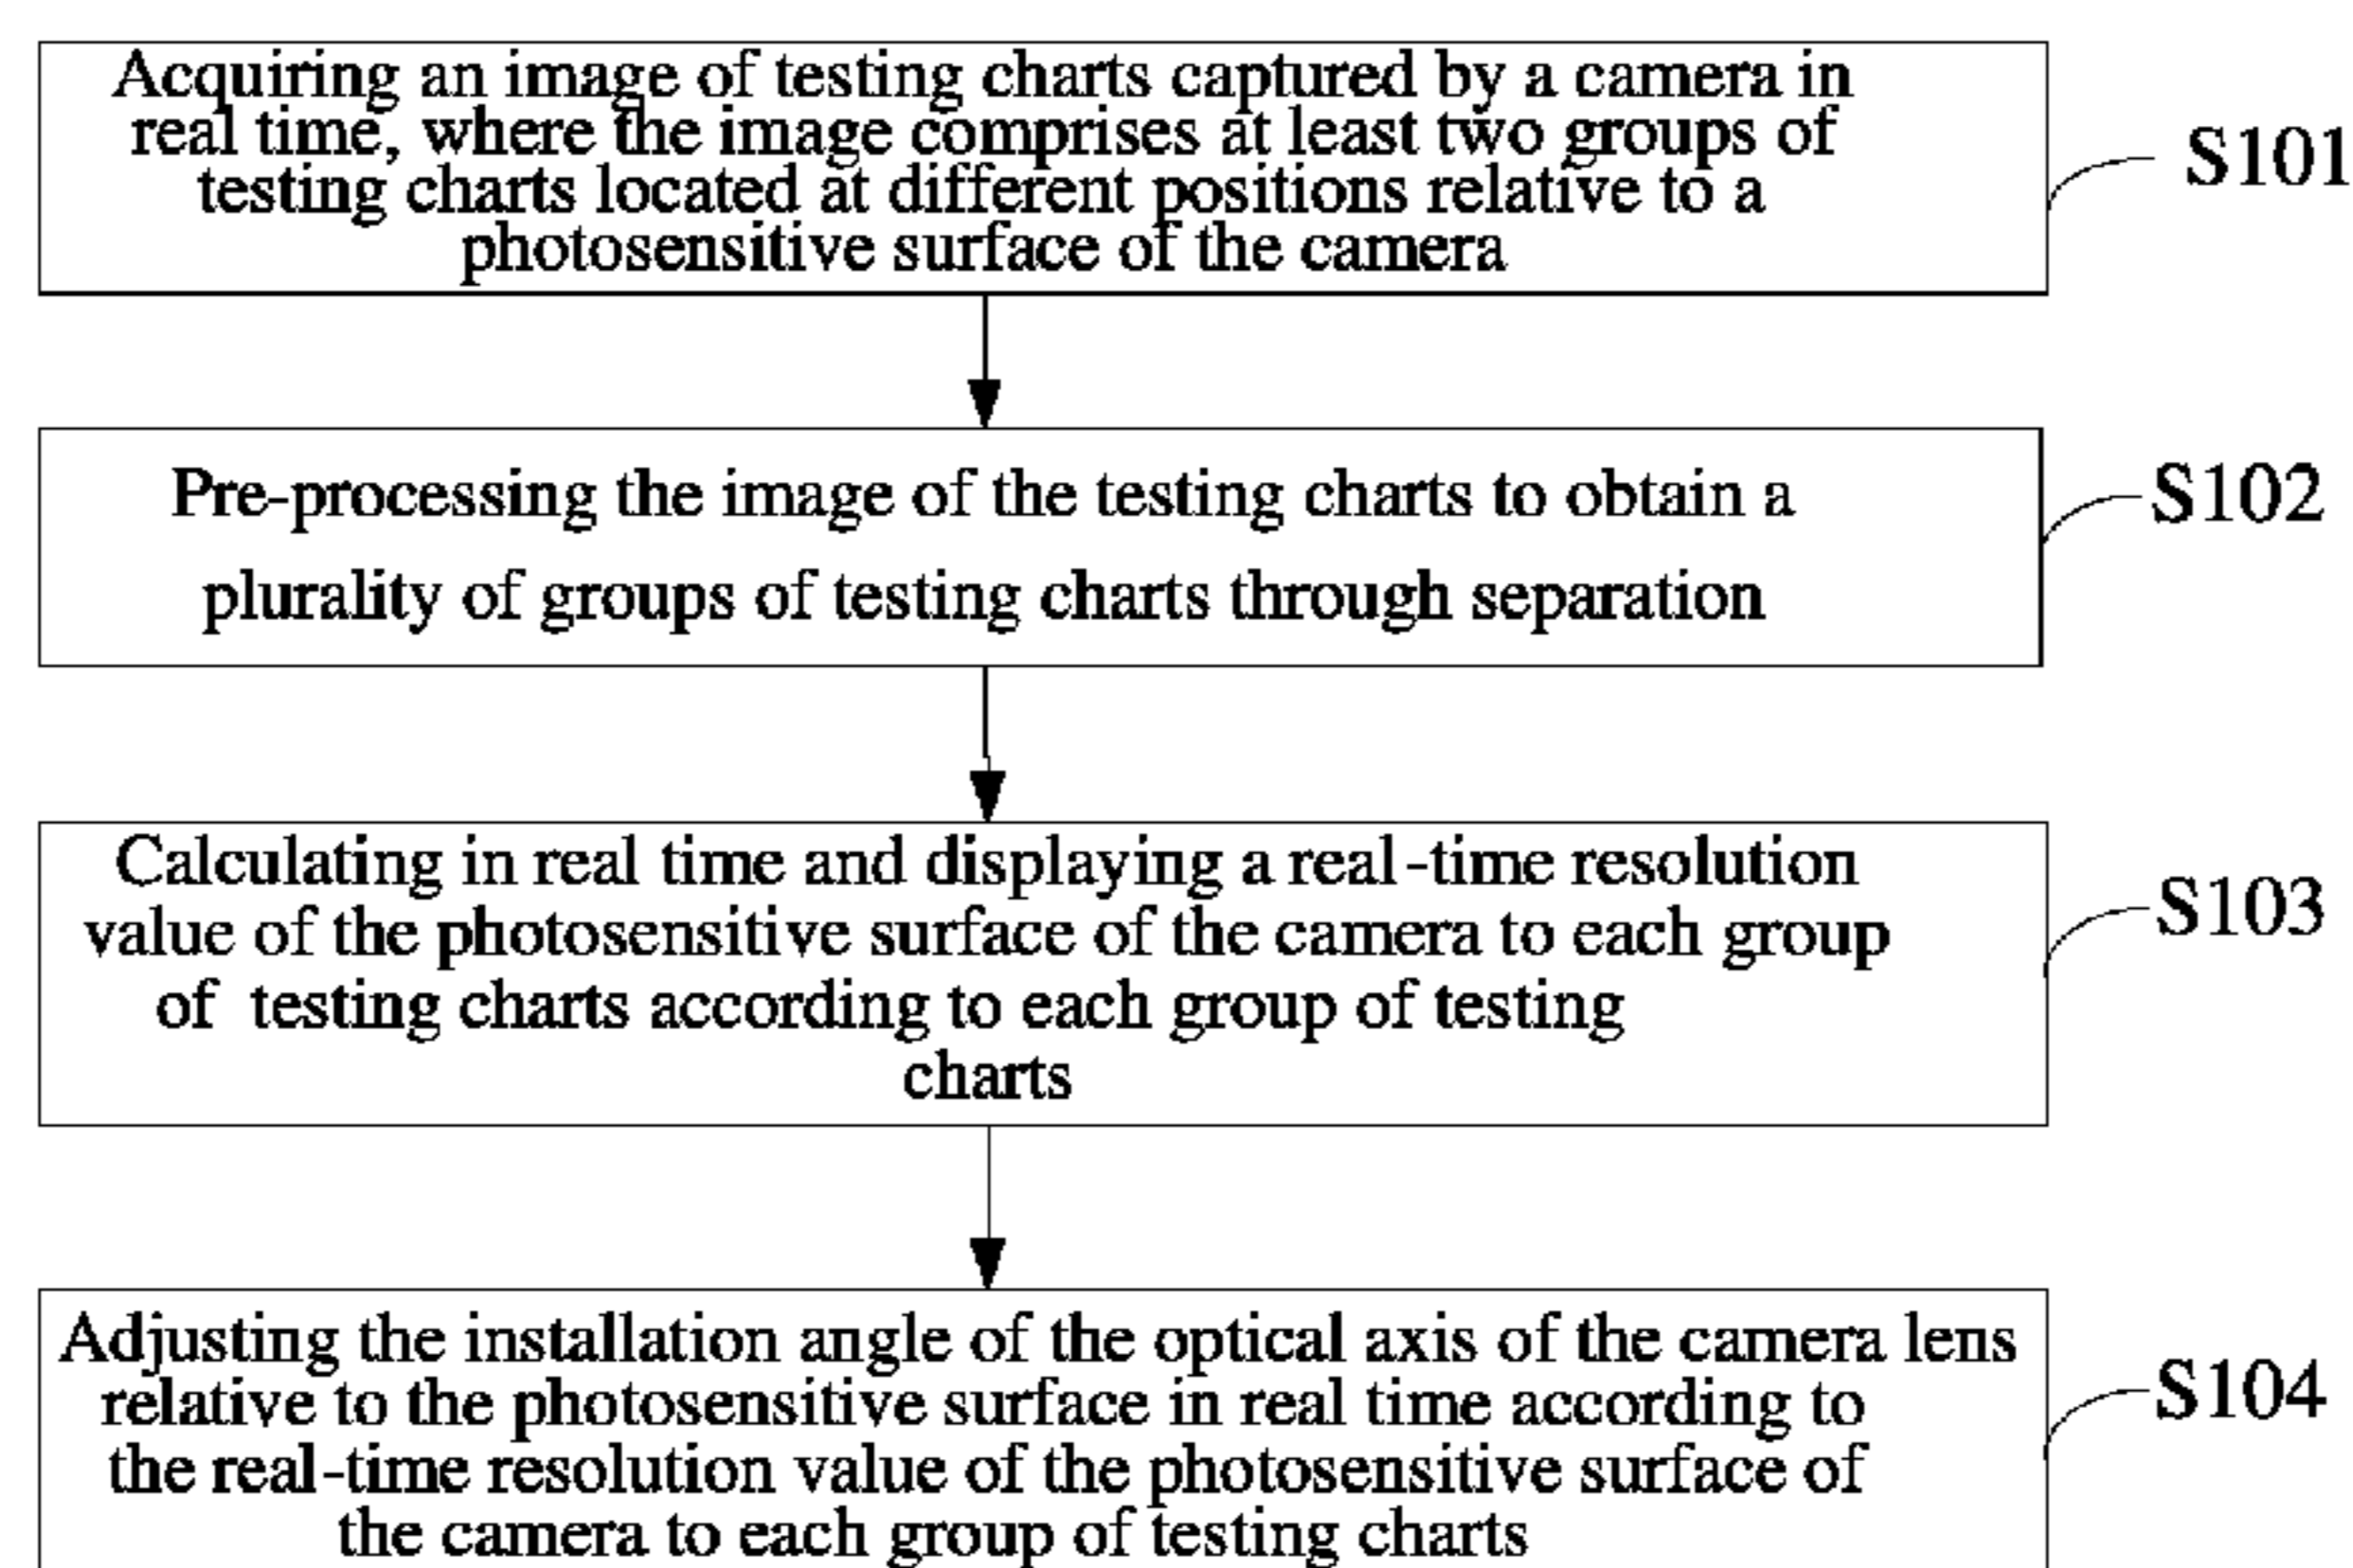 Acquiring an image of testing charts captured by a camera in
real time, where the image comprises at least two groups of
testing charts located at different positions relative to a
photosensitive surface of the camera
S101
Pre-processing the image of the testing charts to obtain a
plurality of groups of testing charts through separation
S102
Calculating in real time and displaying a real-time resolution
value of the photosensitive surface of the camera to each group
of testing charts according to each group of testing
charts
S103
Adjusting the installation angle of the optical axis of the camera lens
relative to the photosensitive surface in real time according to
the real-time resolution value of the photosensitive surface of
the camera to each group of testing charts
S104